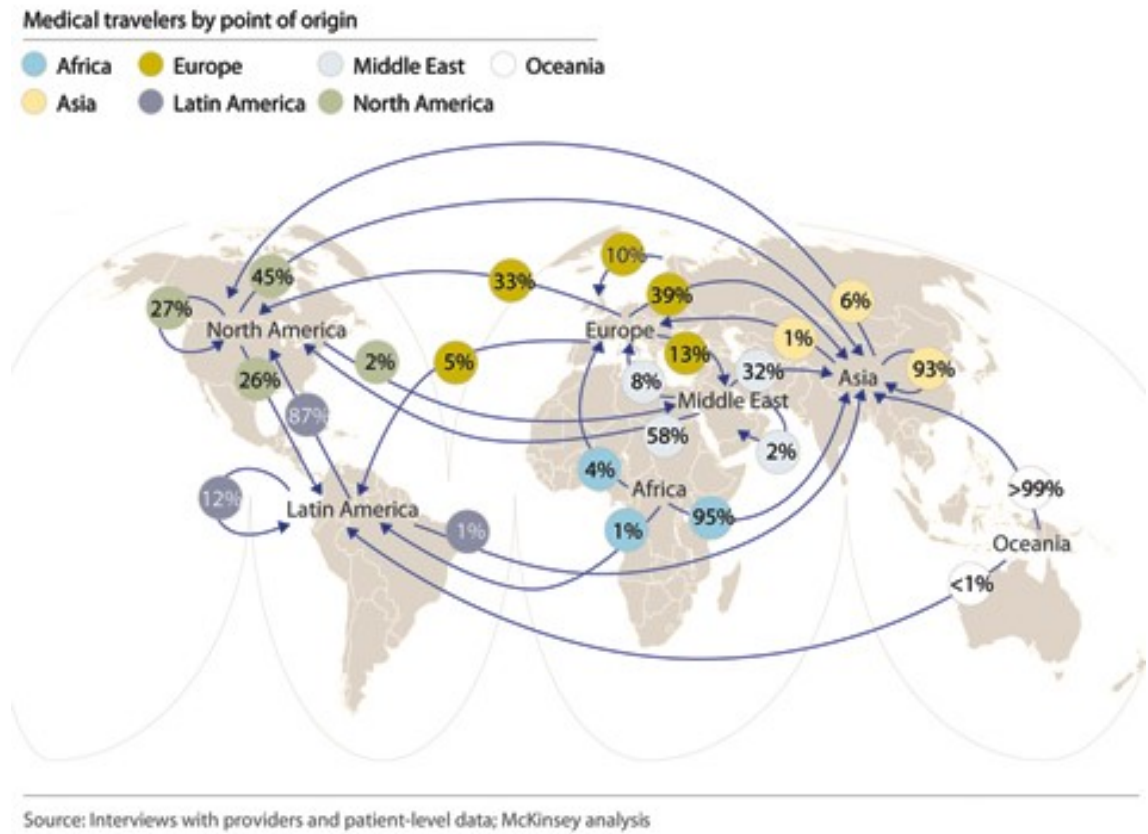 Medical travelers by point of origin
Africa Europe Middle East Oceania
Asia Latin America North America
10%
45% 33% 39% 6%
27% North America Europe 1%
2% 5% 13% 32% 93%
26% 8% Asia
87% Middle East
58% 2%
4% Africa >99%
12% Latin America 95%
1% 1% Oceania
<1%
Source: Interviews with providers and patient-level data; McKinsey analysis